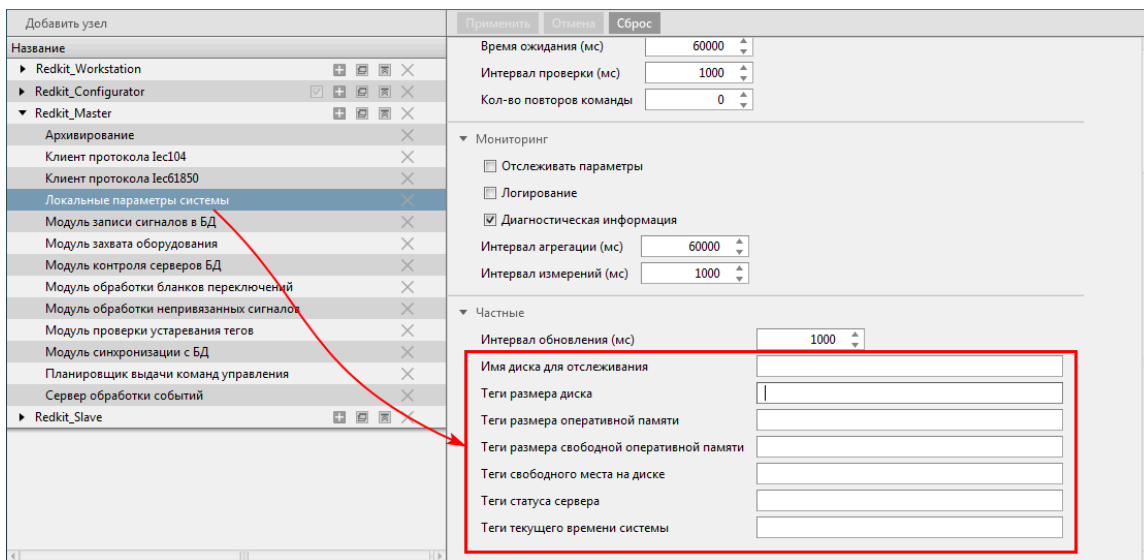 Добавить узел
Название
Redkit_Workstation
Redkit_Configurator
Redkit_Master
Архивирование
Клиент протокола Iec104
Клиент протокола Iec61850
Локальные параметры системы
Модуль записи сигналов в БД
Модуль захвата оборудования
Модуль контроля серверов БД
Модуль обработки бланков переключений
Модуль обработки непривязанных сигналов
Модуль проверки устаревания тегов
Модуль синхронизации с БД
Планировщик выдачи команд управления
Сервер обработки событий
Redkit_Slave
Применить Отмена Сброс
Время ожидания (мс) 60000
Интервал проверки (мс) 1000
Кол-во повторов команды 0
Мониторинг
Отслеживать параметры
Логирование
Диагностическая информация
Интервал агрегации (мс) 60000
Интервал измерений (мс) 1000
Частные
Интервал обновления (мс) 1000
Имя диска для отслеживания
Теги размера диска
Теги размера оперативной памяти
Теги размера свободной оперативной памяти
Теги свободного места на диске
Теги статуса сервера
Теги текущего времени системы